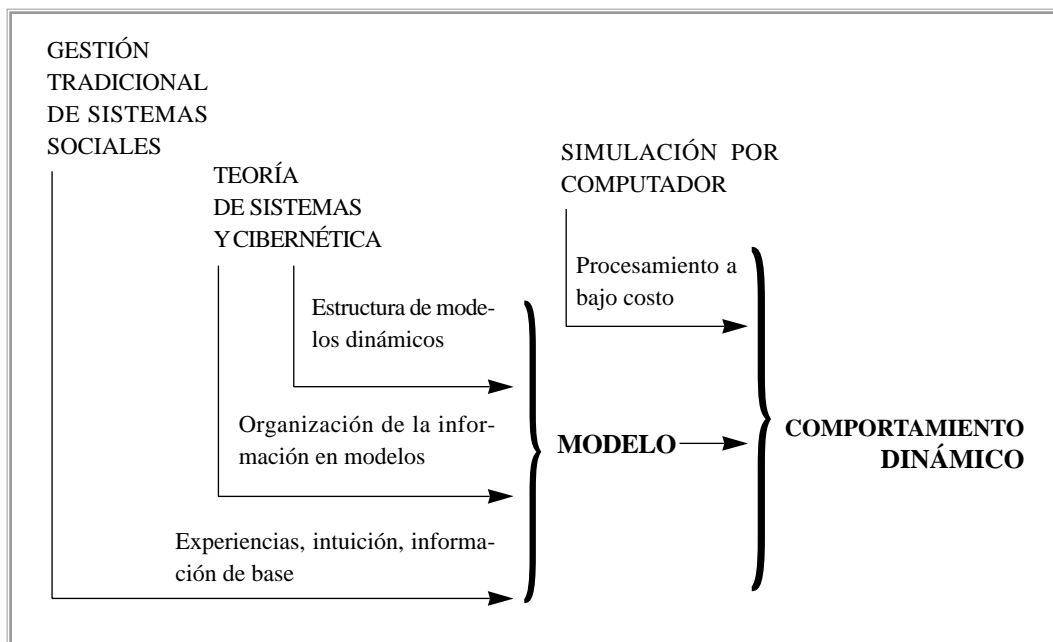 GESTIÓN
TRADICIONAL
DE SISTEMAS
SOCIALES
TEORÍA
DE SISTEMAS
Y CIBERNÉTICA
SIMULACIÓN POR
COMPUTADOR
Procesamiento a
bajo costo
Estructura de mode-
los dinámicos
Organización de la infor-
mación en modelos
Experiencias, intuición, informa-
ción de base
MODELO
COMPORTAMIENTO
DINÁMICO